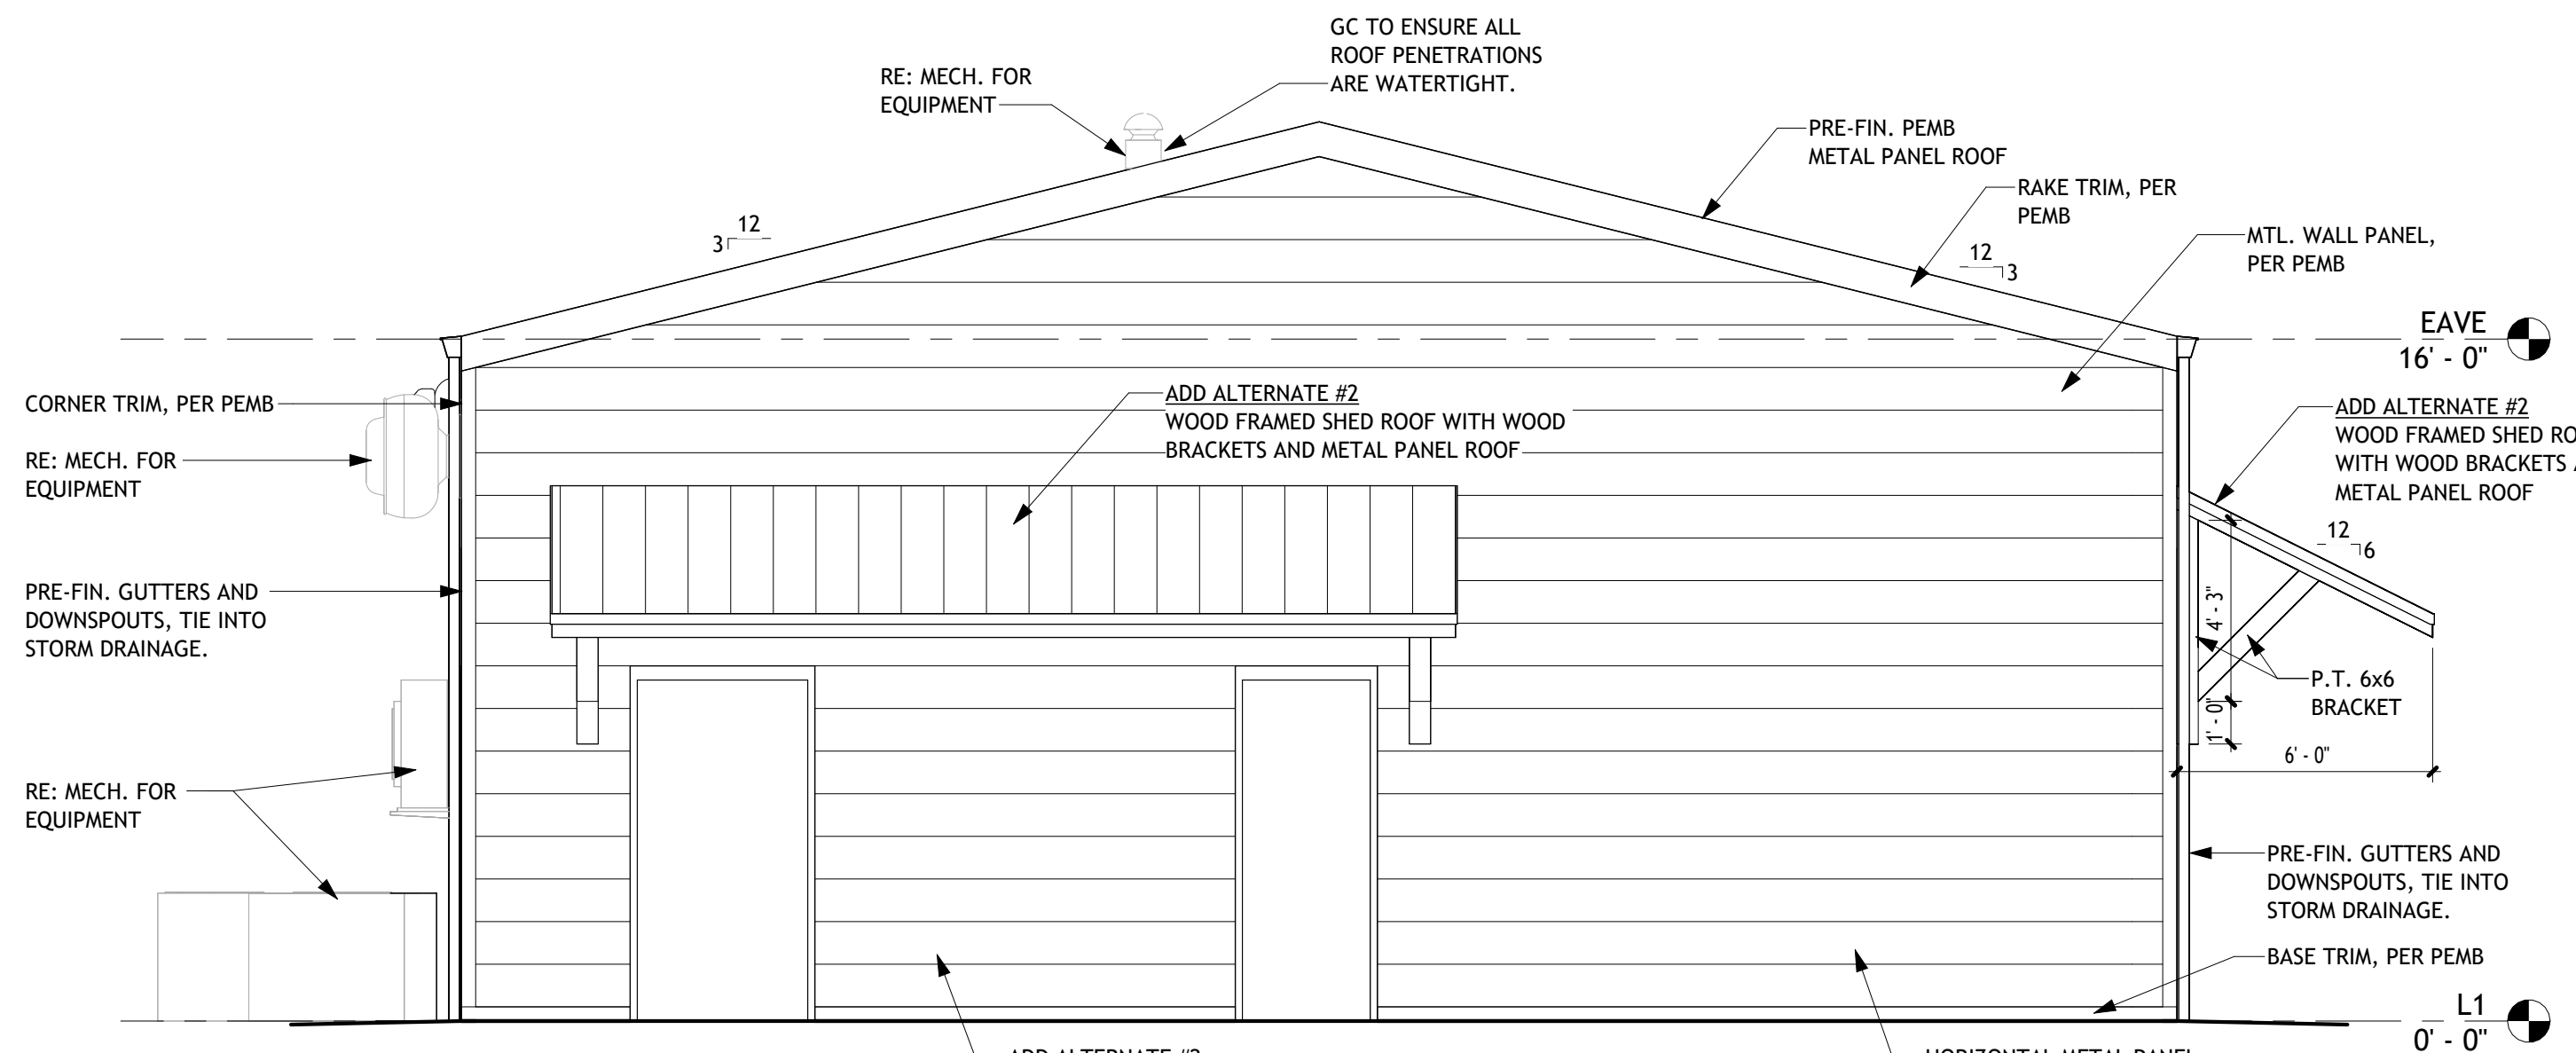 GC TO ENSURE ALL
ROOF PENETRATIONS
ARE WATERTIGHT.
RE: MECH. FOR
EQUIPMENT
PRE-FIN. PEMB
METAL PANEL ROOF
RAKE TRIM, PER
PEMB
MTL. WALL PANEL,
PER PEMB
12
3
12
3
EAVE
16' - 0"
CORNER TRIM, PER PEMB
RE: MECH. FOR
EQUIPMENT
ADD ALTERNATE #2
WOOD FRAMED SHED ROOF WITH WOOD
BRACKETS AND METAL PANEL ROOF
ADD ALTERNATE #2
WOOD FRAMED SHED RO
WITH WOOD BRACKETS
METAL PANEL ROOF
12
6
4' - 3"
PRE-FIN. GUTTERS AND
DOWNSPOUTS, TIE INTO
STORM DRAINAGE.
P.T. 6x6
BRACKET
1' - 0"
6' - 0"
RE: MECH. FOR
EQUIPMENT
PRE-FIN. GUTTERS AND
DOWNSPOUTS, TIE INTO
STORM DRAINAGE.
BASE TRIM, PER PEMB
L1
0' - 0"
ADD ALTERNATE
HORIZONTAL METAL PANEL